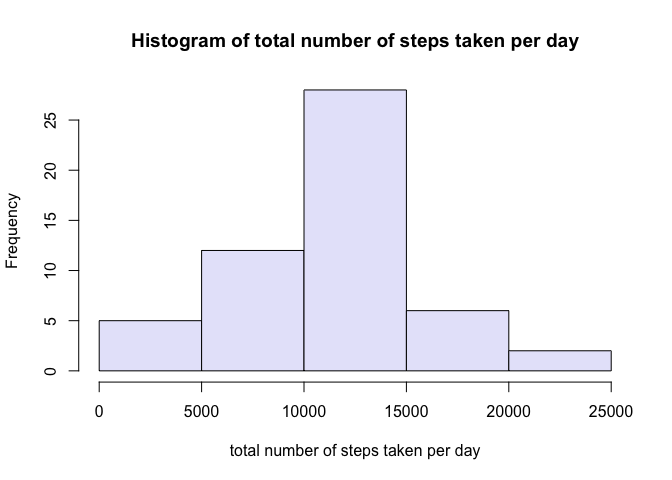 Histogram of total number of steps taken per day
Frequency
25
20
15
10
5
0
0 5000 10000 15000 20000 25000
total number of steps taken per day